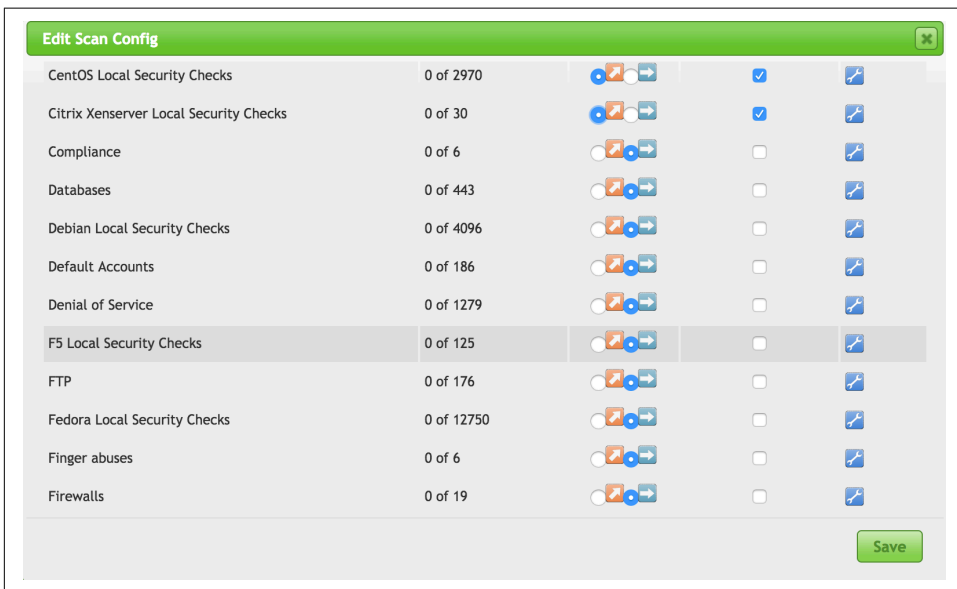 Edit Scan Config
CentOS Local Security Checks 0 of 2970
Citrix Xenserver Local Security Checks 0 of 30
Compliance 0 of 6
Databases 0 of 443
Debian Local Security Checks 0 of 4096
Default Accounts 0 of 186
Denial of Service 0 of 1279
F5 Local Security Checks 0 of 125
FTP 0 of 176
Fedora Local Security Checks 0 of 12750
Finger abuses 0 of 6
Firewalls 0 of 19
Save